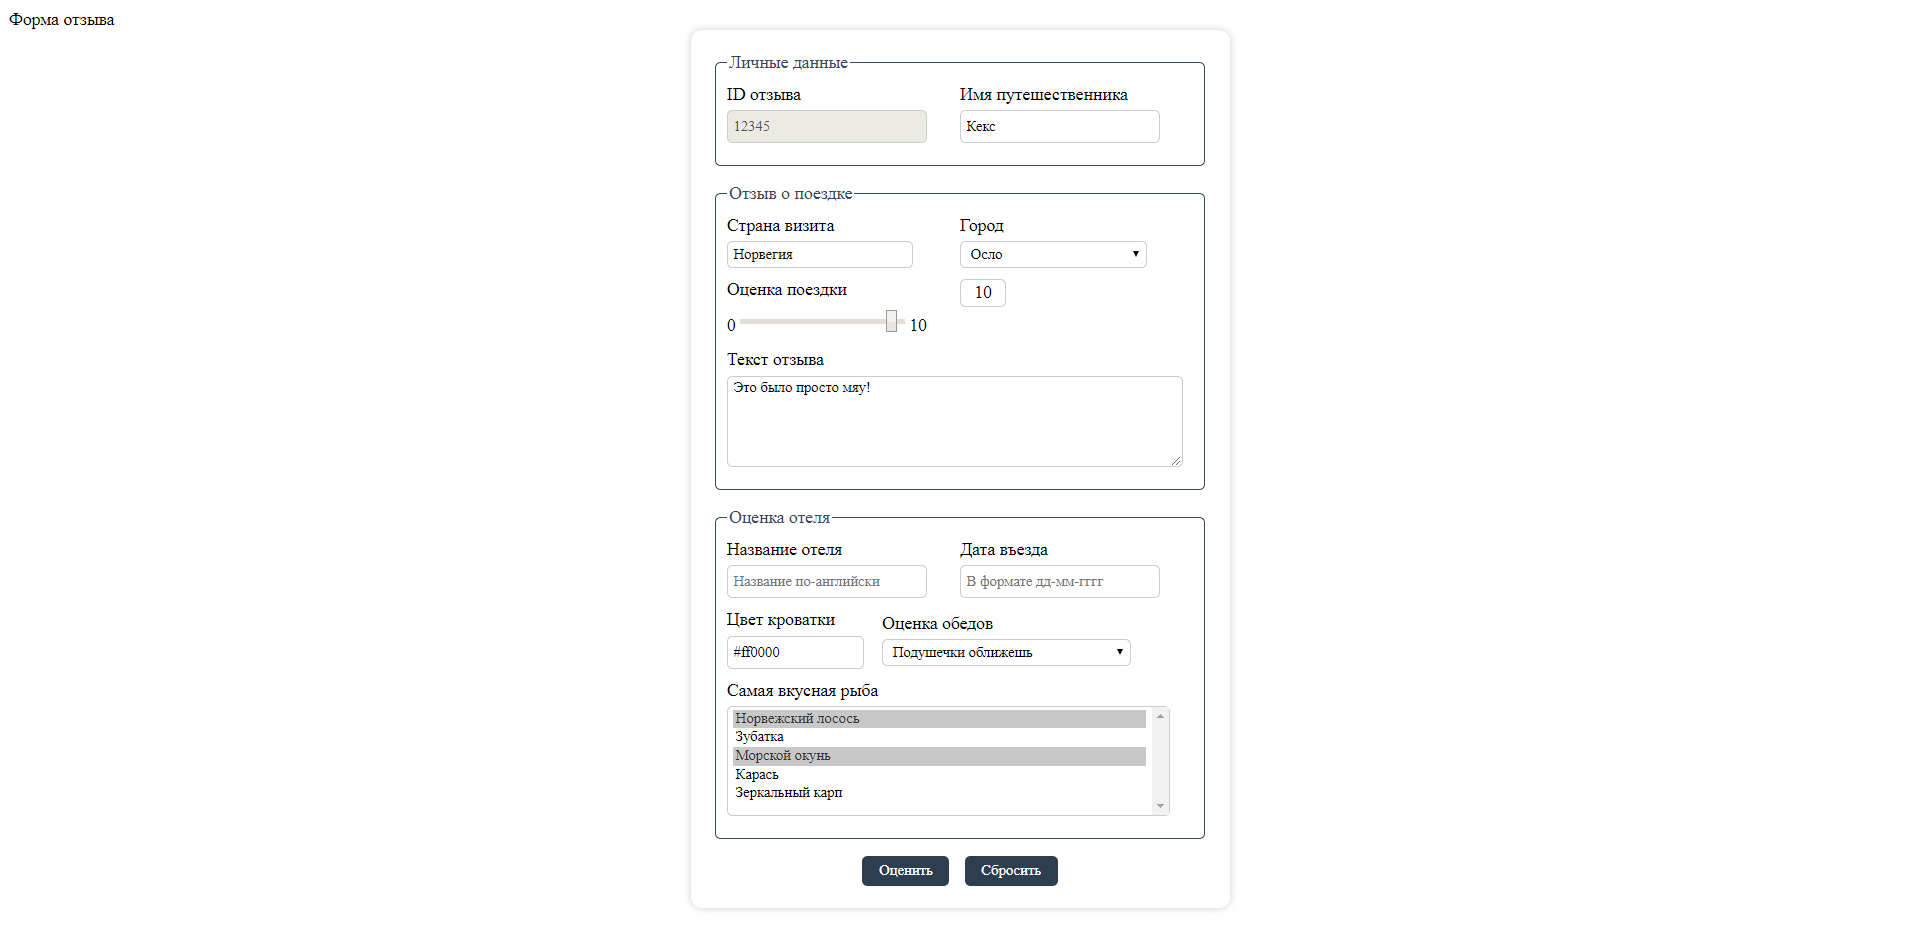 Форма отзыва
Личные данные
ID отзыва
Имя путешественника
12345
Кекс
Отзыв о поездке
Страна визита
Город
Норвегия
Осло
Оценка поездки
10
0
10
Текст отзыва
Это было просто мяу!
Оценка отеля
Название отеля
Дата въезда
Название по-английски
В формате дд-мм-гггг
Цвет кроватки
Оценка обедов
#ff0000
Подушечки оближешь
Самая вкусная рыба
Норвежский лосось
Зубатка
Морской окунь
Карась
Зеркальный карп
Оценить
Сбросить